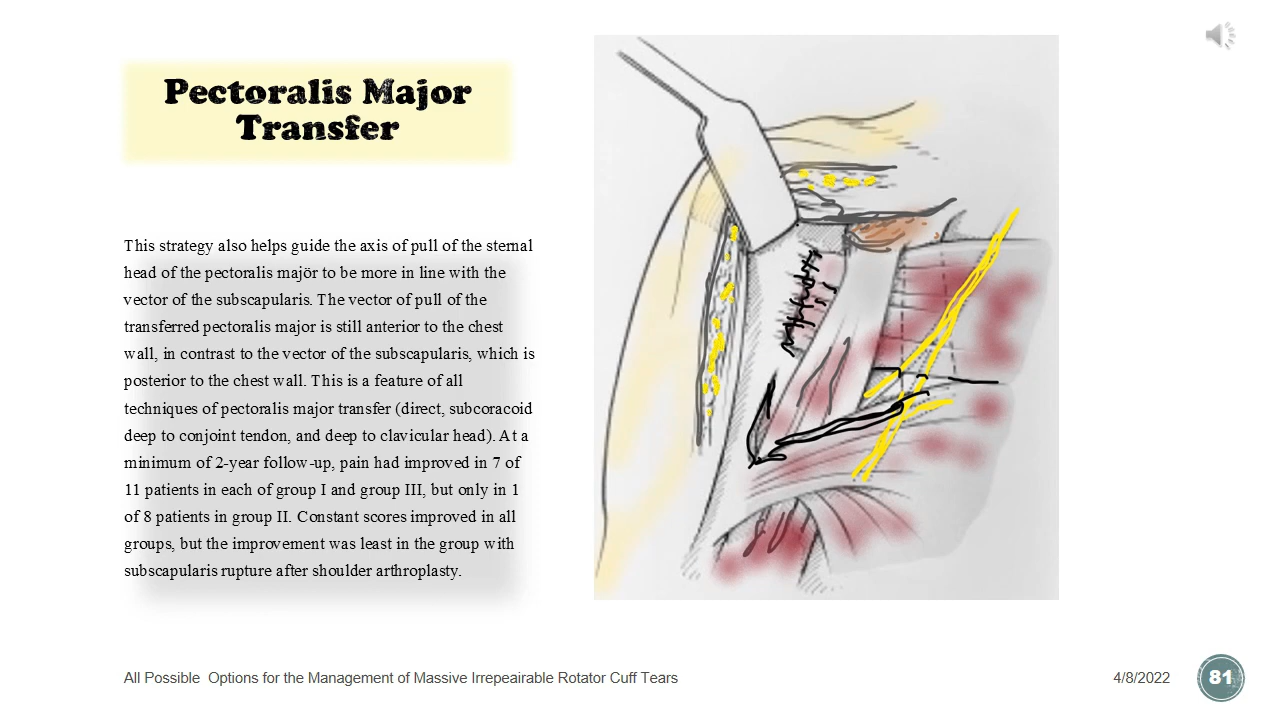 Pectoralis Major
Transfer
This strategy also helps guide the axis of pull of the sternal
head of the pectoralis major to be more in line with the
vector of the subscapularis. The vector of pull of the
transferred pectoralis major is still anterior to the chest
wall, in contrast to the vector of the subscapularis, which is
posterior to the chest wall. This is a feature of all
techniques of pectoralis major transfer (direct, subcoracoid
deep to conjoint tendon, and deep to clavicular head). At a
minimum of 2-year follow-up, pain had improved in 7 of
11 patients in each of group I and group III, but only in 1
of 8 patients in group II. Constant scores improved in all
groups, but the improvement was least in the group with
subscapularis rupture after shoulder arthroplasty.
All Possible Options for the Management of Massive Irrepeairable Rotator Cuff Tears
4/8/2022
81